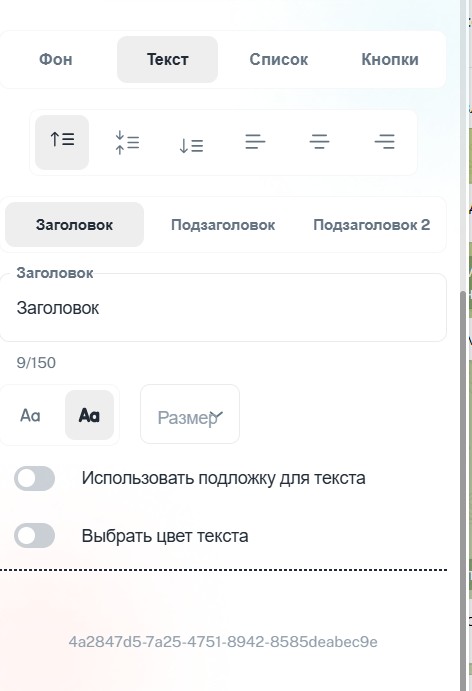 Фон Текст Список Кнопки
Заголовок Подзаголовок Подзаголовок 2
Заголовок
Заголовок
9/150
Aa Aa Размер
Использовать подложку для текста
Выбрать цвет текста
4a2847d5-7a25-4751-8942-8585deabec9e